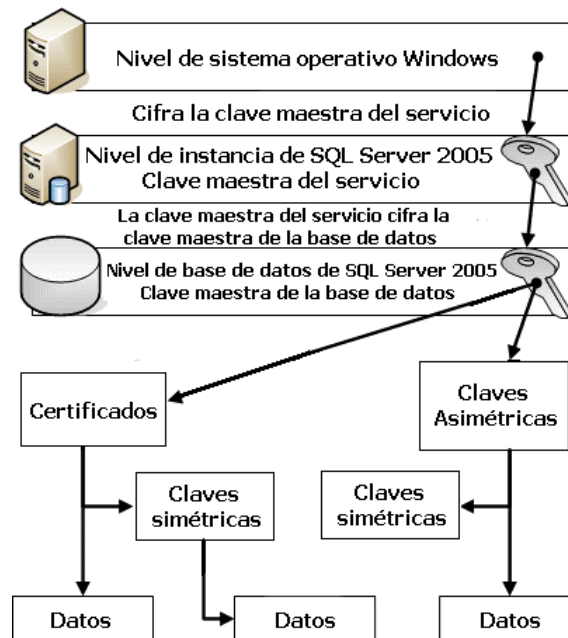 Nivel de sistema operativo Windows
Cifra la clave maestra del servicio
Nivel de instancia de SQL Server 2005
Clave maestra del servicio
La clave maestra del servicio cifra la
clave maestra de la base de datos
Nivel de base de datos de SQL Server 2005
Clave maestra de la base de datos
Certificados
Claves
Asimétricas
Claves
simétricas
Claves
simétricas
Datos
Datos
Datos